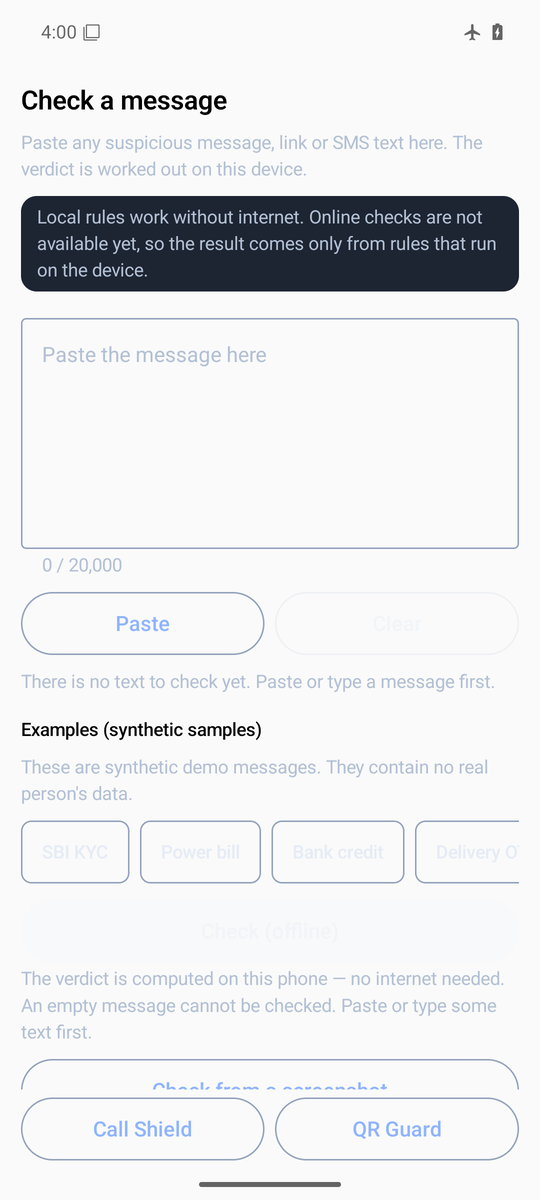 4:00
Check a message
Paste any suspicious message, link or SMS text here. The
verdict is worked out on this device.
Local rules work without internet. Online checks are not
available yet, so the result comes only from rules that run
on the device.
Paste the message here
0 / 20,000
Paste
Clear
There is no text to check yet. Paste or type a message first.
Examples (synthetic samples)
These are synthetic demo messages. They contain no real
person's data.
SBI KYC
Power bill
Bank credit
Delivery O
Check (offline)
The verdict is computed on this phone — no internet needed.
An empty message cannot be checked. Paste or type some
text first.
Check from a screenshot
Call Shield
QR Guard